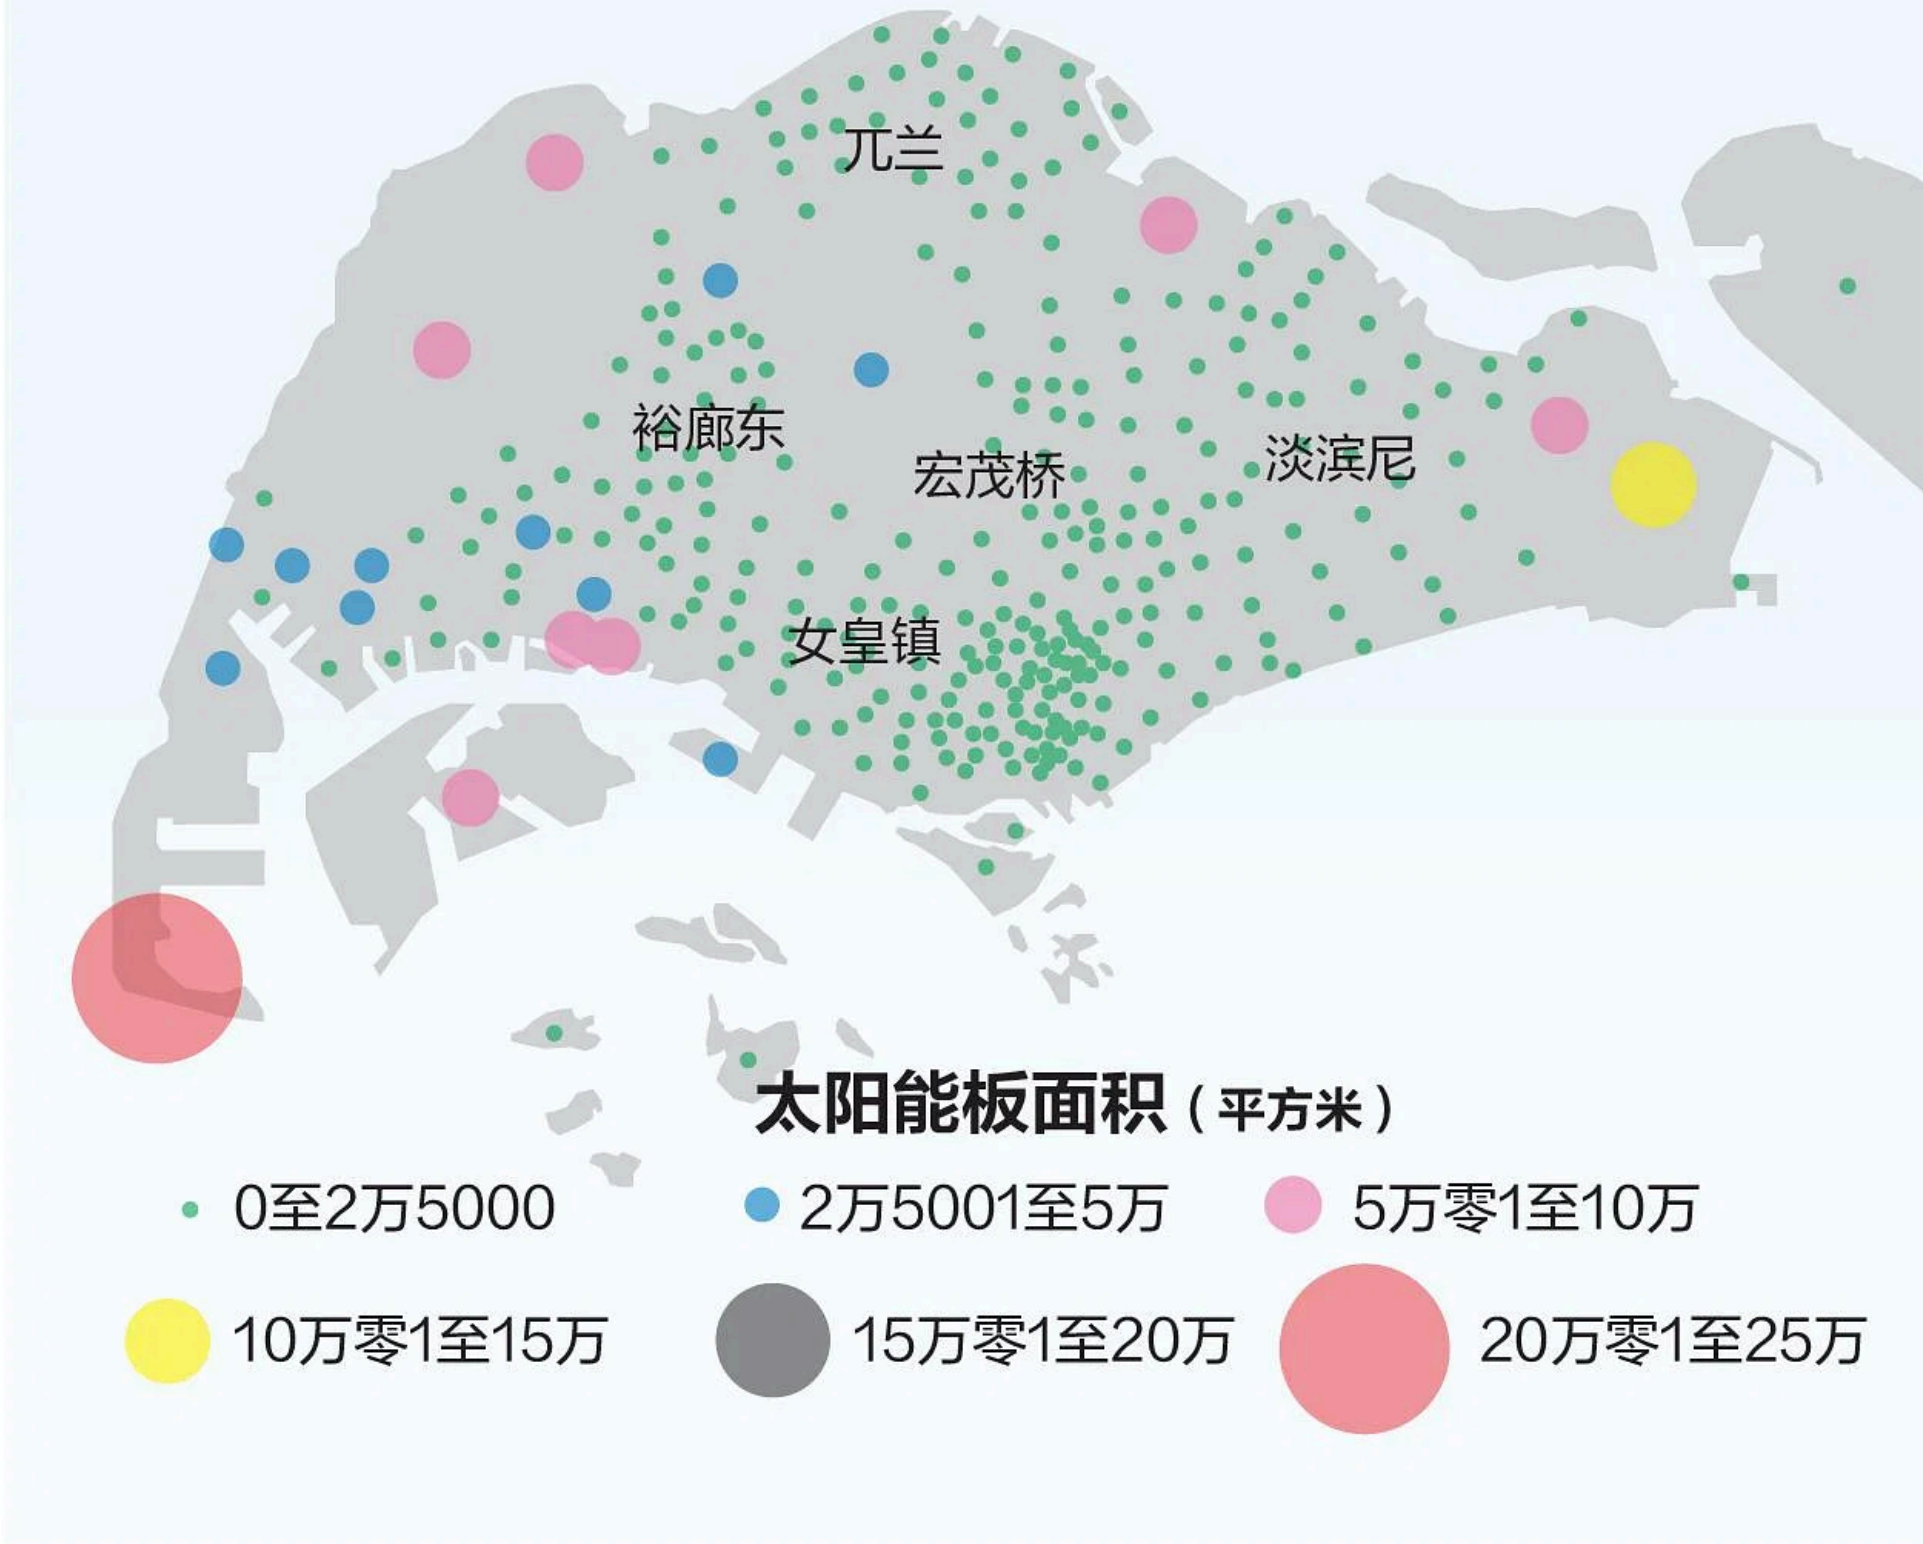 兀兰
裕廊东
宏茂桥
淡滨尼
女皇镇
太阳能板面积（平方米）
0至2万5000
2万5001至5万
5万零1至10万
10万零1至15万
15万零1至20万
20万零1至25万